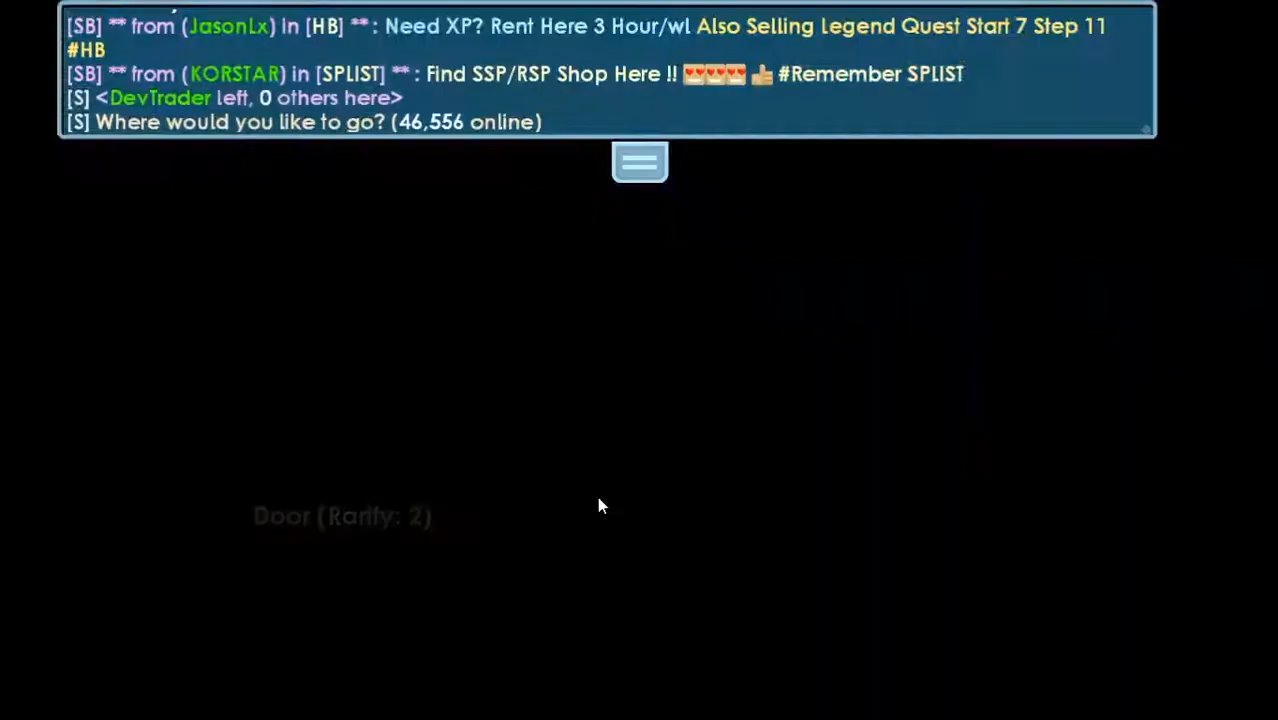 [SB] ** from (JasonLx) in [HB] ** : Need XP? Rent Here 3 Hour/wl Also Selling Legend Quest Start 7 Step 11
#HB
[SB] ** from (KORSTAR) in [SPLIST] ** : Find SSP/RSP Shop Here !! 😍😍😍 👍 #Remember SPLIST
[S] <DevTrader left, 0 others here>
[S] Where would you like to go? (46,556 online)
Door (Rarity: 2)